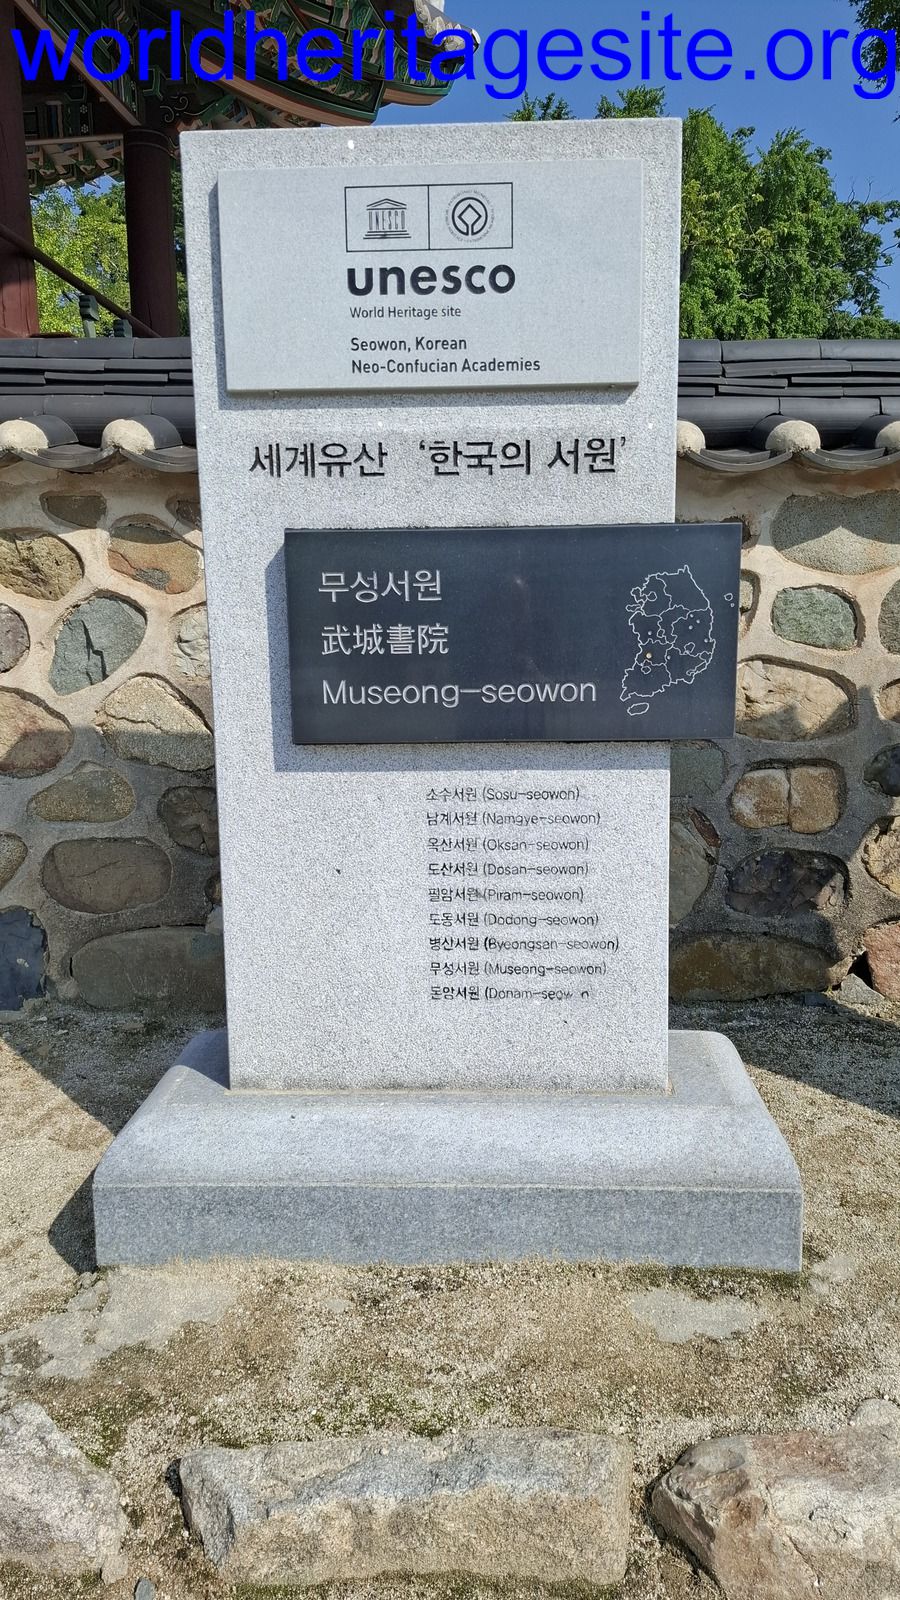 worldheritagesite.org
UNESCO
unesco
World Heritage site
Seowon, Korean
Neo-Confucian Academies
세계유산 ‘한국의 서원’
무성서원
武城書院
Museong-seowon
소수서원 (Sosu-seowon)
남계서원 (Namgye-seowon)
옥산서원 (Oksan-seowon)
도산서원 (Dosan-seowon)
필암서원 (Piram-seowon)
도동서원 (Dodong-seowon)
병산서원 (Byeongsan-seowon)
무성서원 (Museong-seowon)
돈암서원 (Donam-seow n)